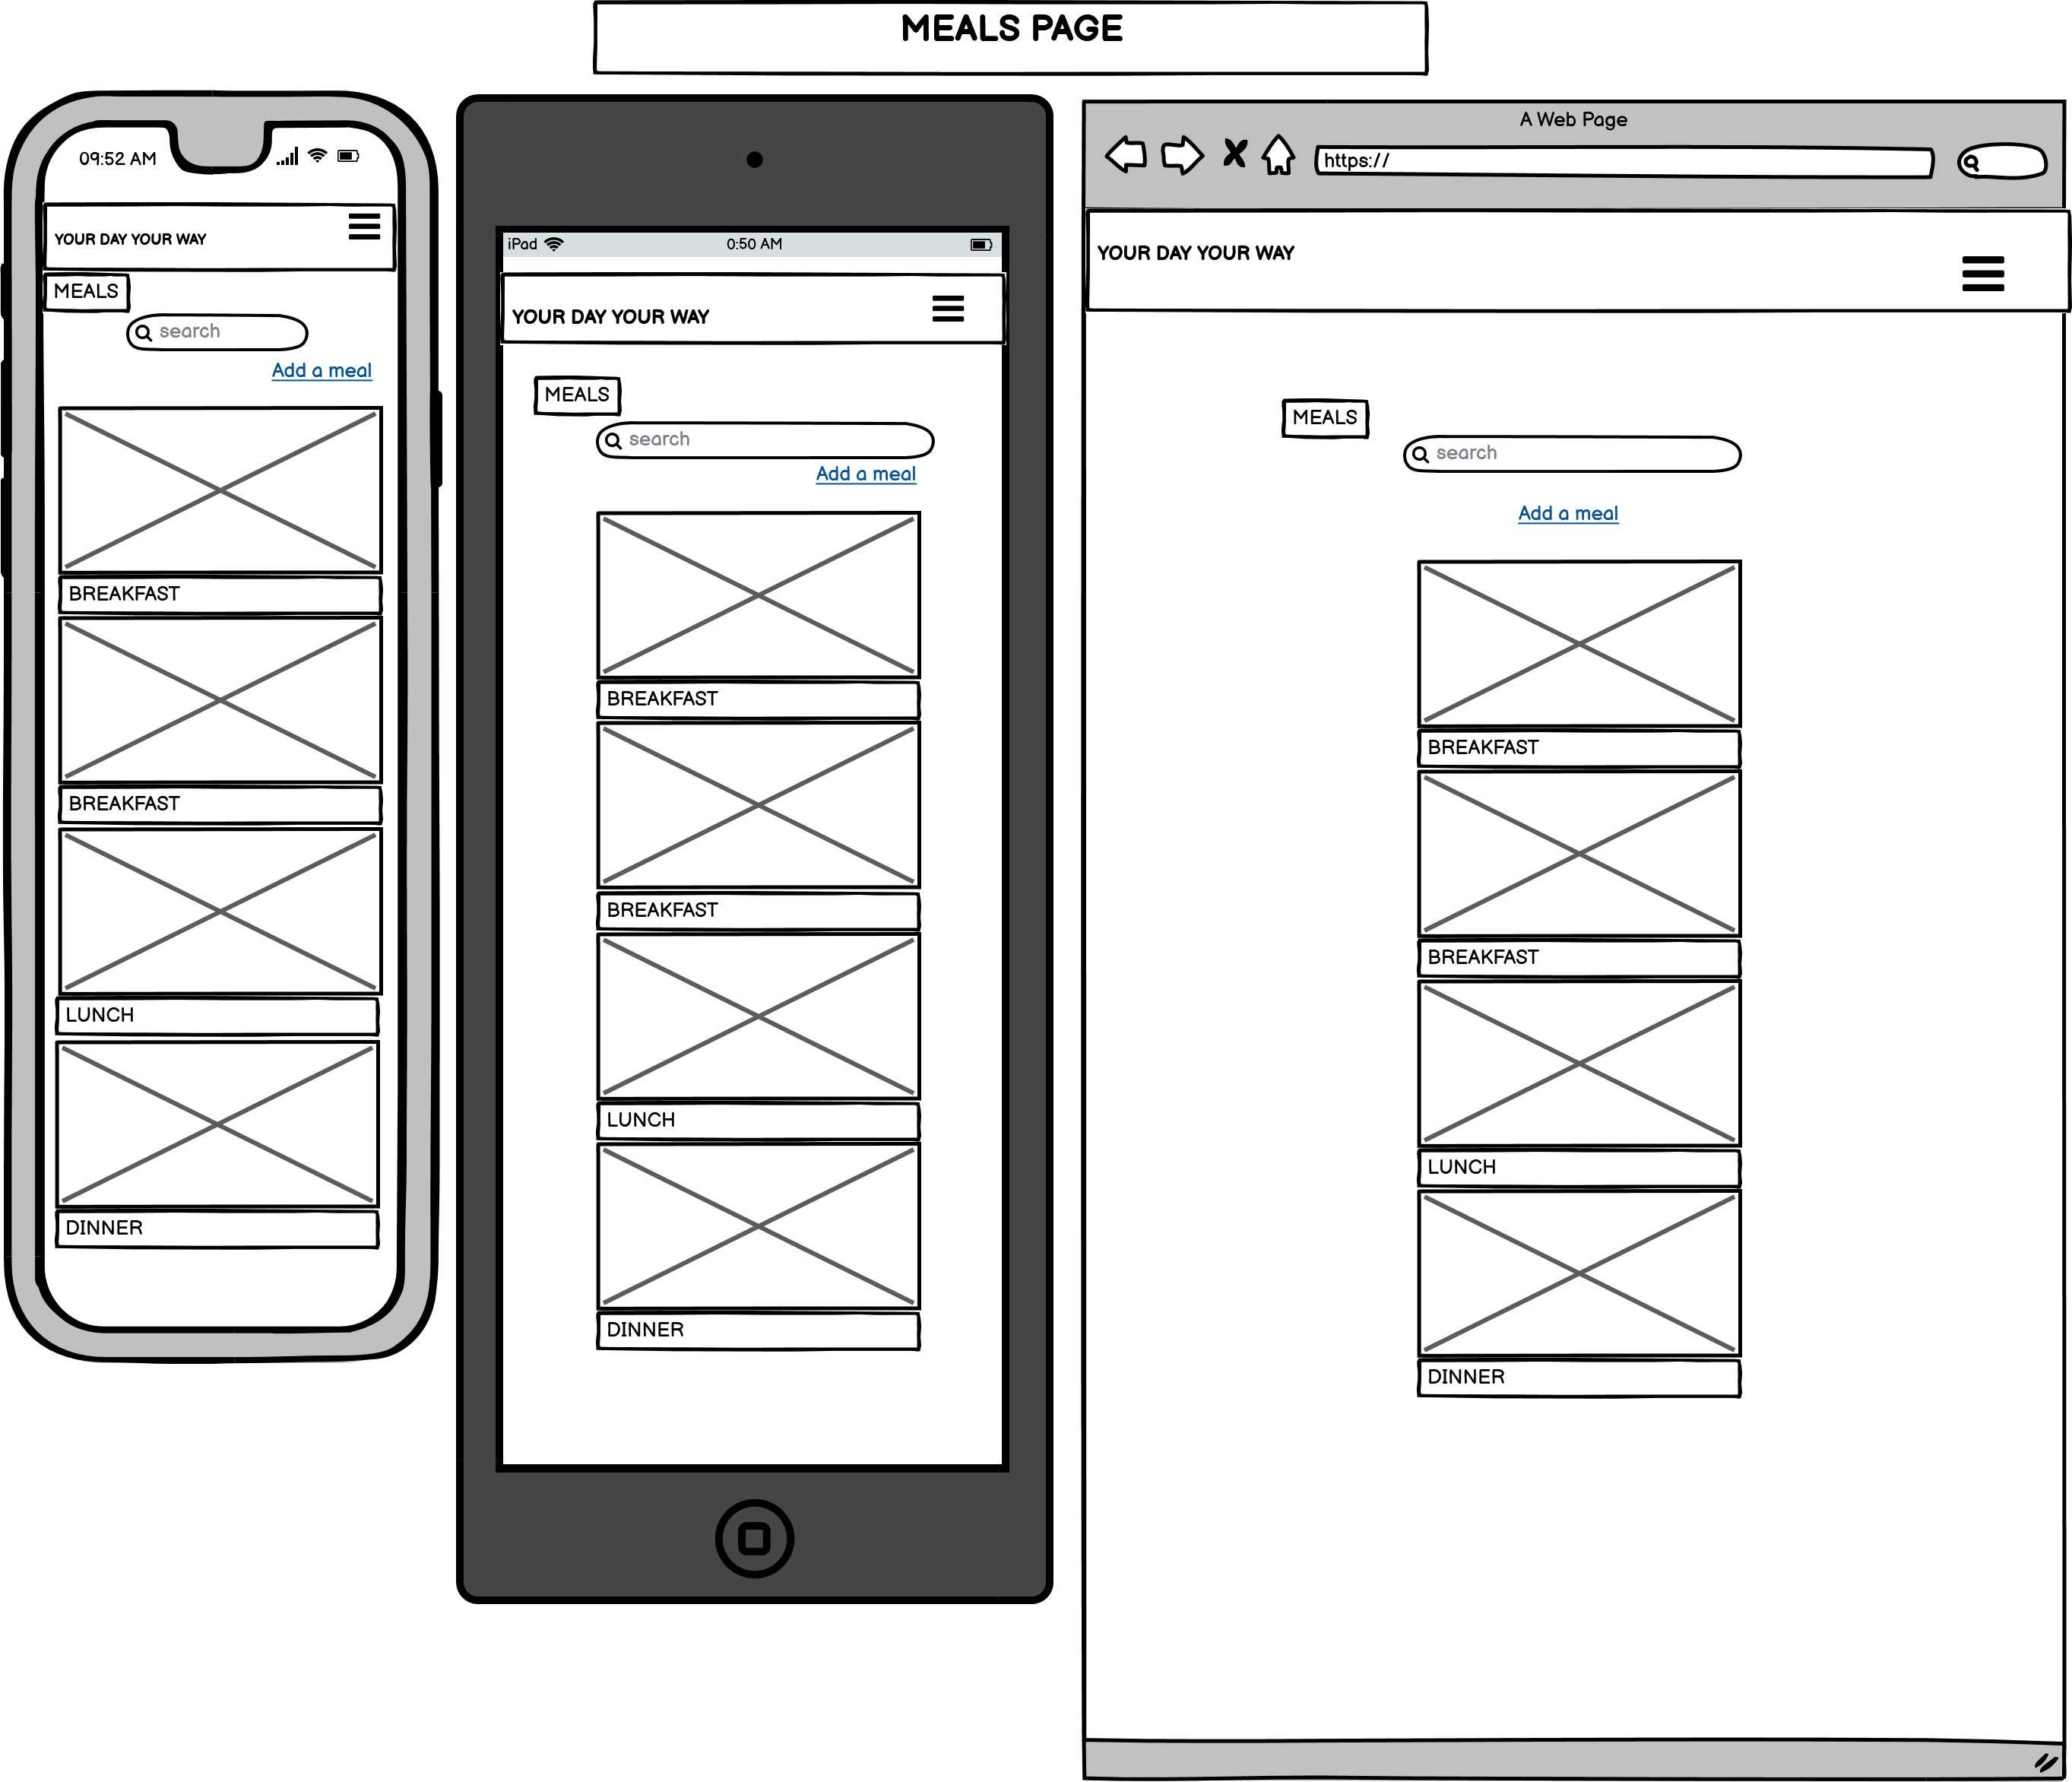 MEALS PAGE
09:52 AM
YOUR DAY YOUR WAY
MEALS
search
Add a meal
BREAKFAST
BREAKFAST
LUNCH
DINNER
iPad
0:50 AM
YOUR DAY YOUR WAY
MEALS
search
Add a meal
BREAKFAST
BREAKFAST
LUNCH
DINNER
A Web Page
https://
YOUR DAY YOUR WAY
MEALS
search
Add a meal
BREAKFAST
BREAKFAST
LUNCH
DINNER